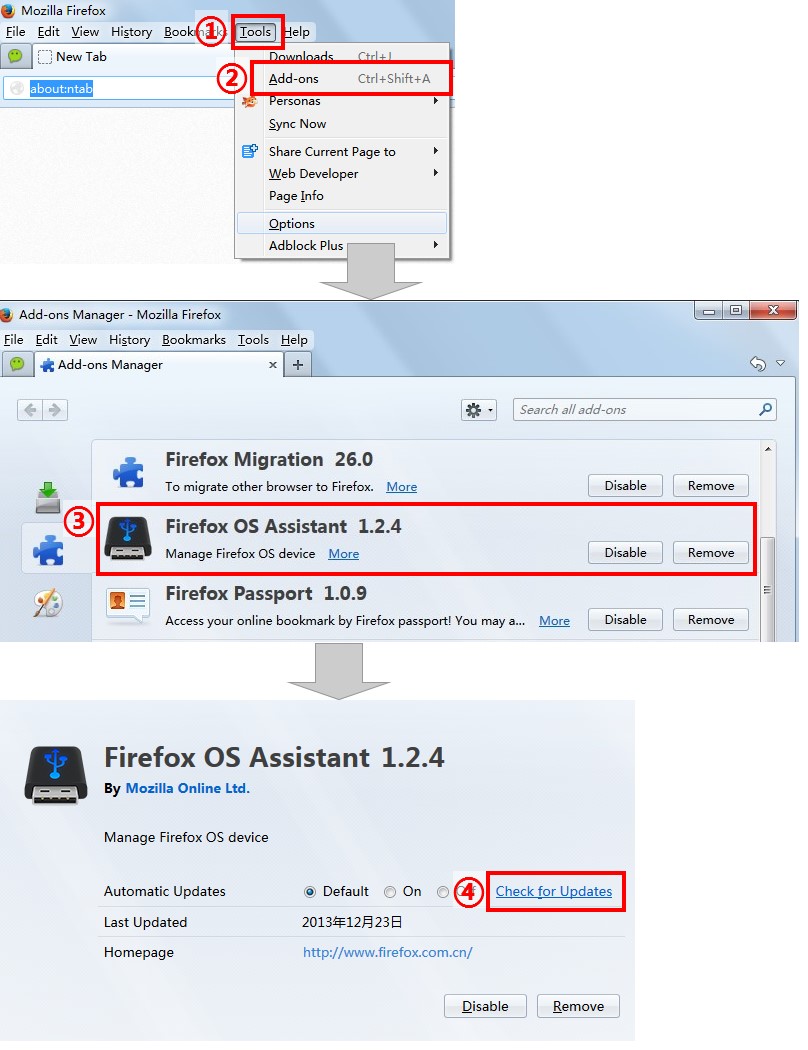 Mozilla Firefox
File Edit View History Bookmarks ① Tools Help
New Tab
Downloads Ctrl+J
② Add-ons Ctrl+Shift+A
about:ntab
Personas
Sync Now
Share Current Page to
Web Developer
Page Info
Options
Adblock Plus
Add-ons Manager - Mozilla Firefox
File Edit View History Bookmarks Tools Help
Add-ons Manager
Search all add-ons
Firefox Migration 26.0
To migrate other browser to Firefox. More Disable Remove
③ Firefox OS Assistant 1.2.4
Manage Firefox OS device More Disable Remove
Firefox Passport 1.0.9
Access your online bookmark by Firefox passport! You may a... More Disable Remove
Firefox OS Assistant 1.2.4
By Mozilla Online Ltd.
Manage Firefox OS device
Automatic Updates Default On Off ④ Check for Updates
Last Updated 2013年12月23日
Homepage http://www.firefox.com.cn/
Disable Remove